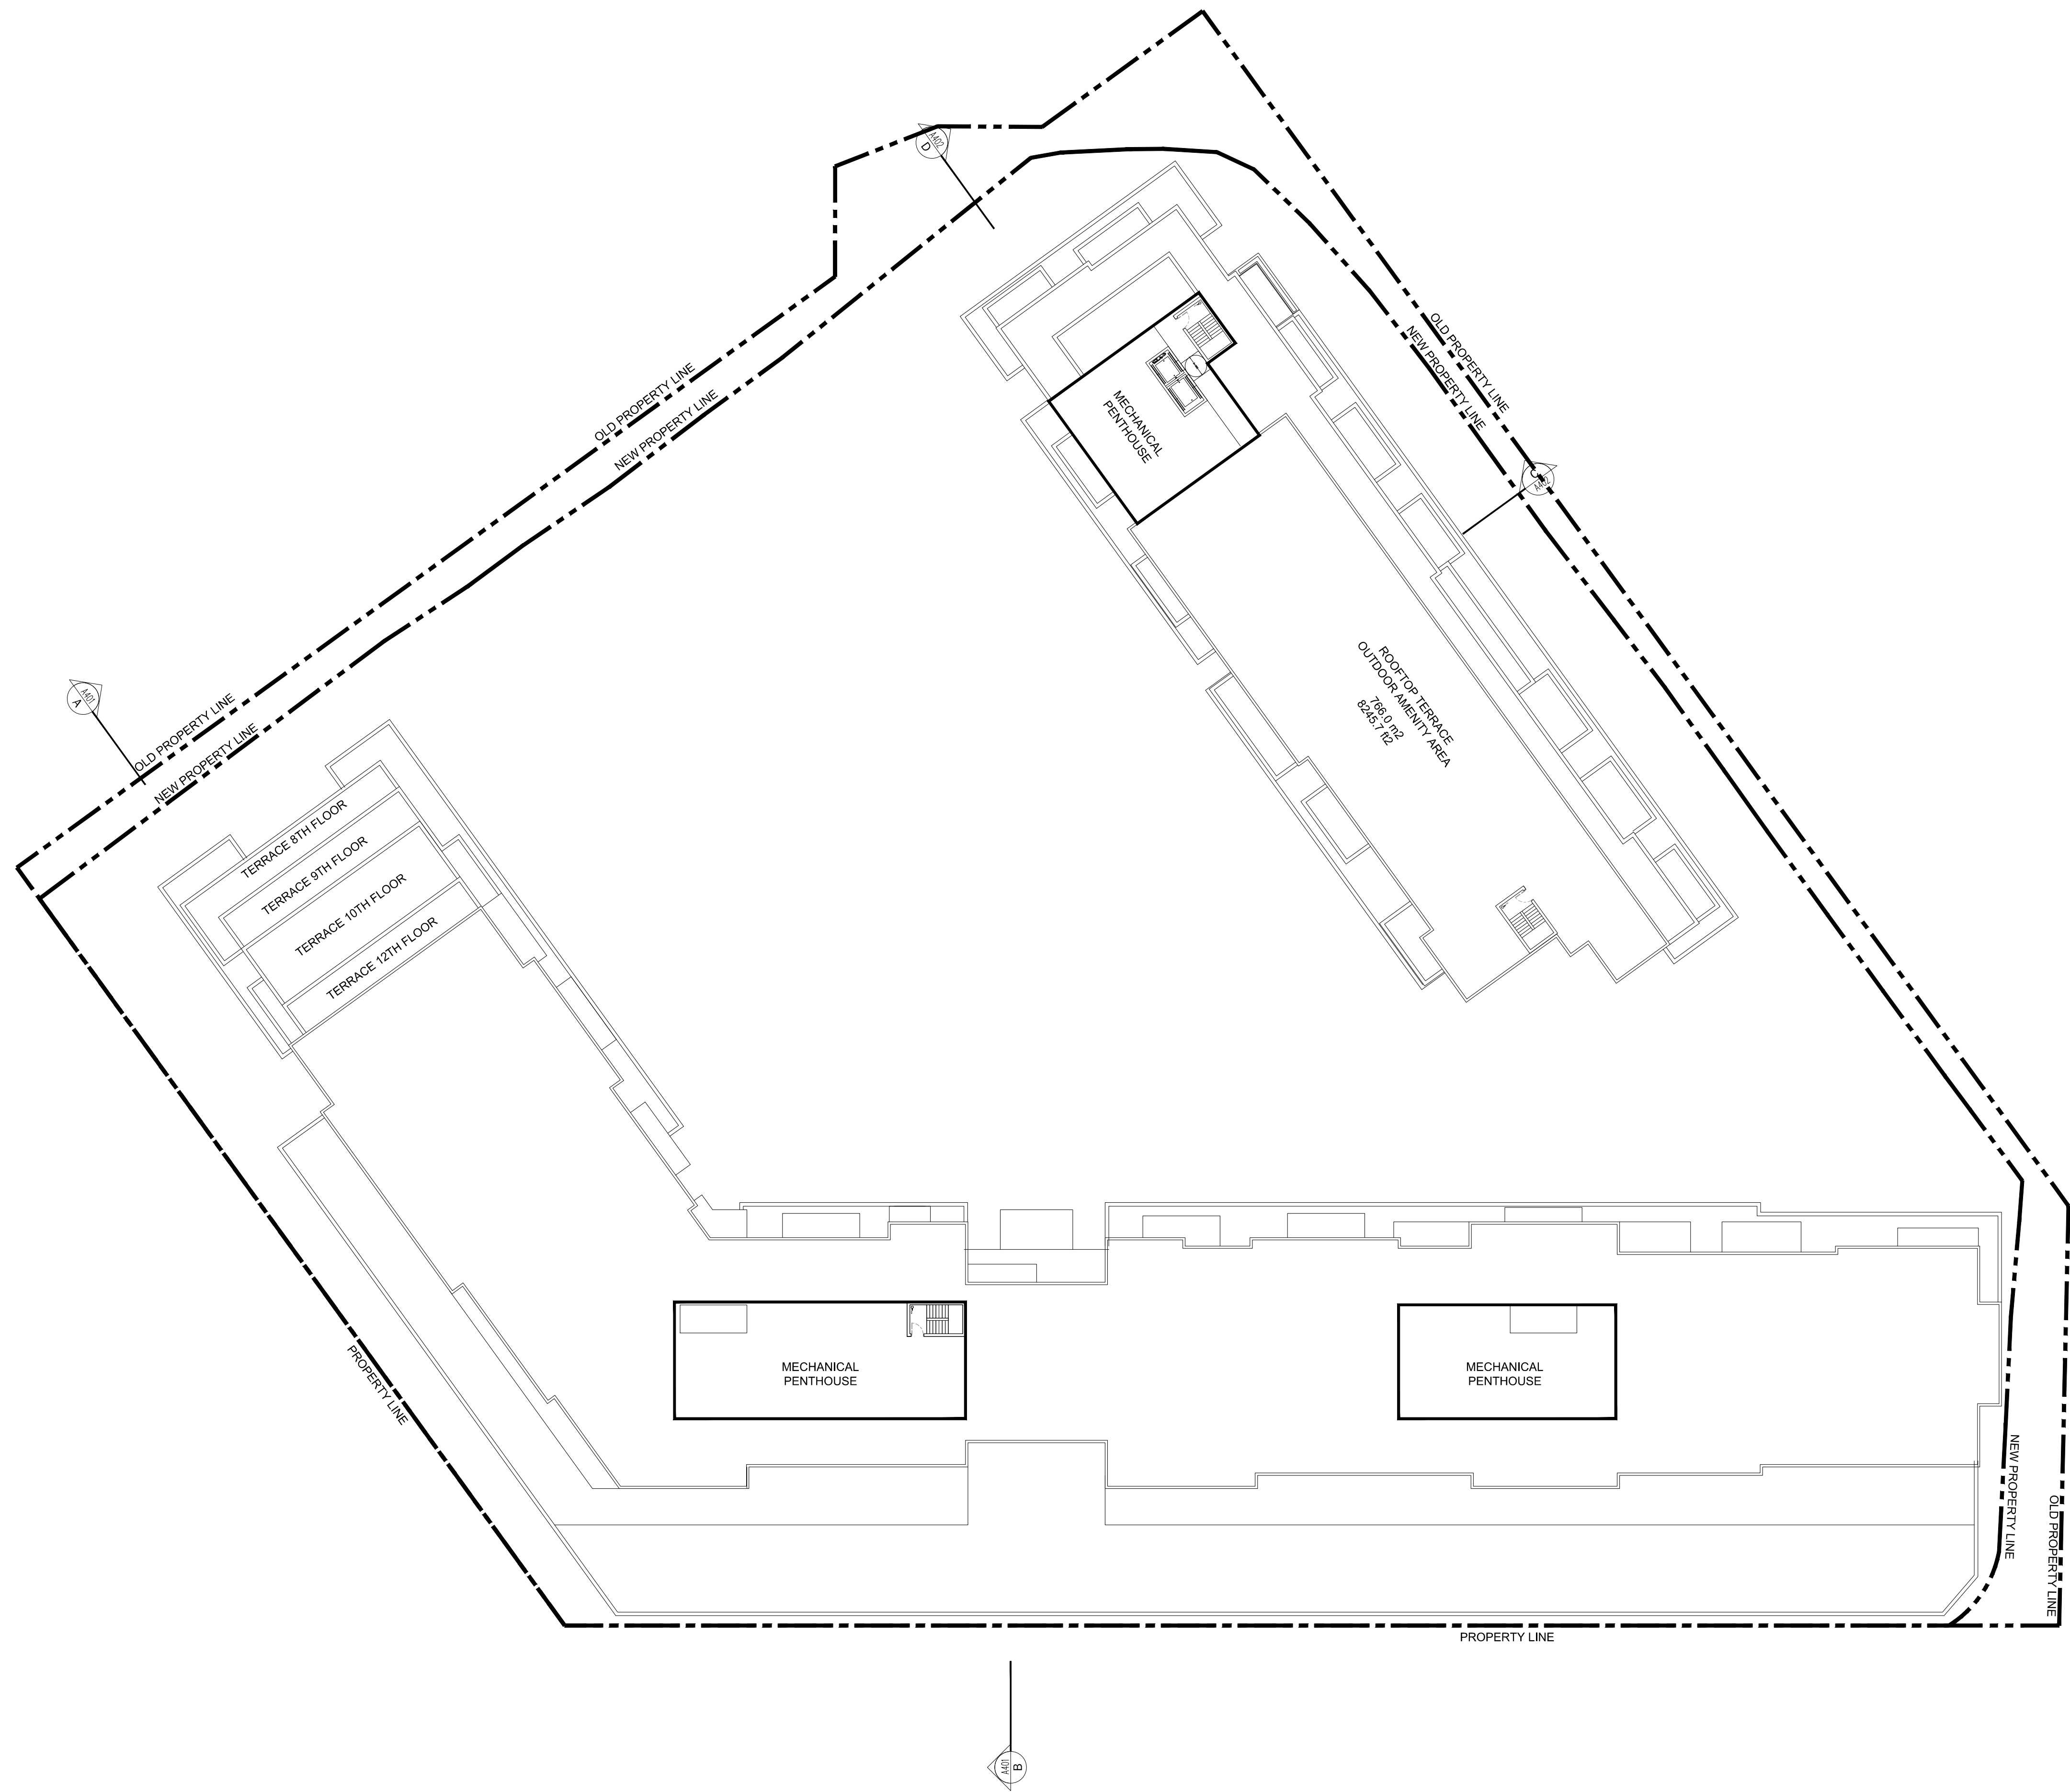 A402
D
OLD PROPERTY LINE
NEW PROPERTY LINE
OLD PROPERTY LINE
NEW PROPERTY LINE
MECHANICAL
PENTHOUSE
C
A402
ROOFTOP TERRACE
OUTDOOR AMENITY AREA
766.0 m2
8245.7 ft2
A401
A
OLD PROPERTY LINE
NEW PROPERTY LINE
TERRACE 8TH FLOOR
TERRACE 9TH FLOOR
TERRACE 10TH FLOOR
TERRACE 12TH FLOOR
PROPERTY LINE
MECHANICAL
PENTHOUSE
MECHANICAL
PENTHOUSE
NEW PROPERTY LINE
OLD PROPERTY LINE
PROPERTY LINE
A401
B